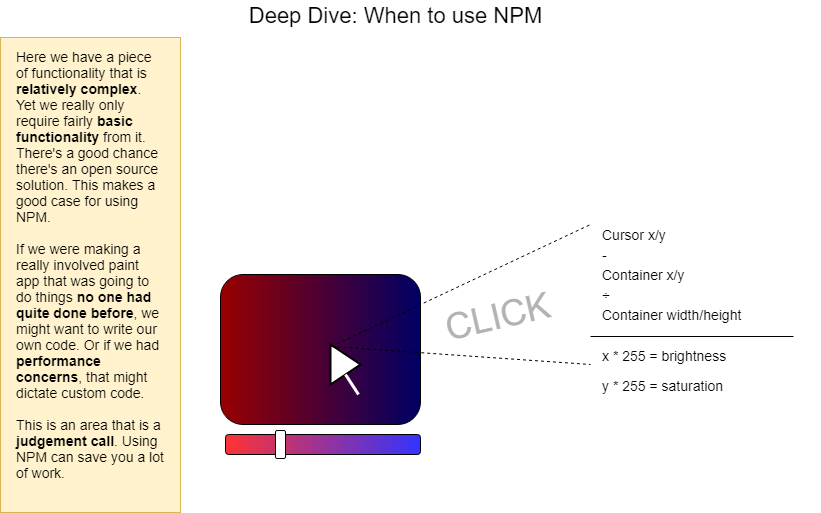 Deep Dive: When to use NPM
Here we have a piece
of functionality that is
relatively complex.
Yet we really only
require fairly basic
functionality from it.
There's a good chance
there's an open source
solution. This makes a
good case for using
NPM.
If we were making a
really involved paint
app that was going to
do things no one had
quite done before, we
might want to write our
own code. Or if we had
performance
concerns, that might
dictate custom code.
This is an area that is a
judgement call. Using
NPM can save you a lot
of work.
CLICK
Cursor x/y
-
Container x/y
÷
Container width/height
x * 255 = brightness
y * 255 = saturation